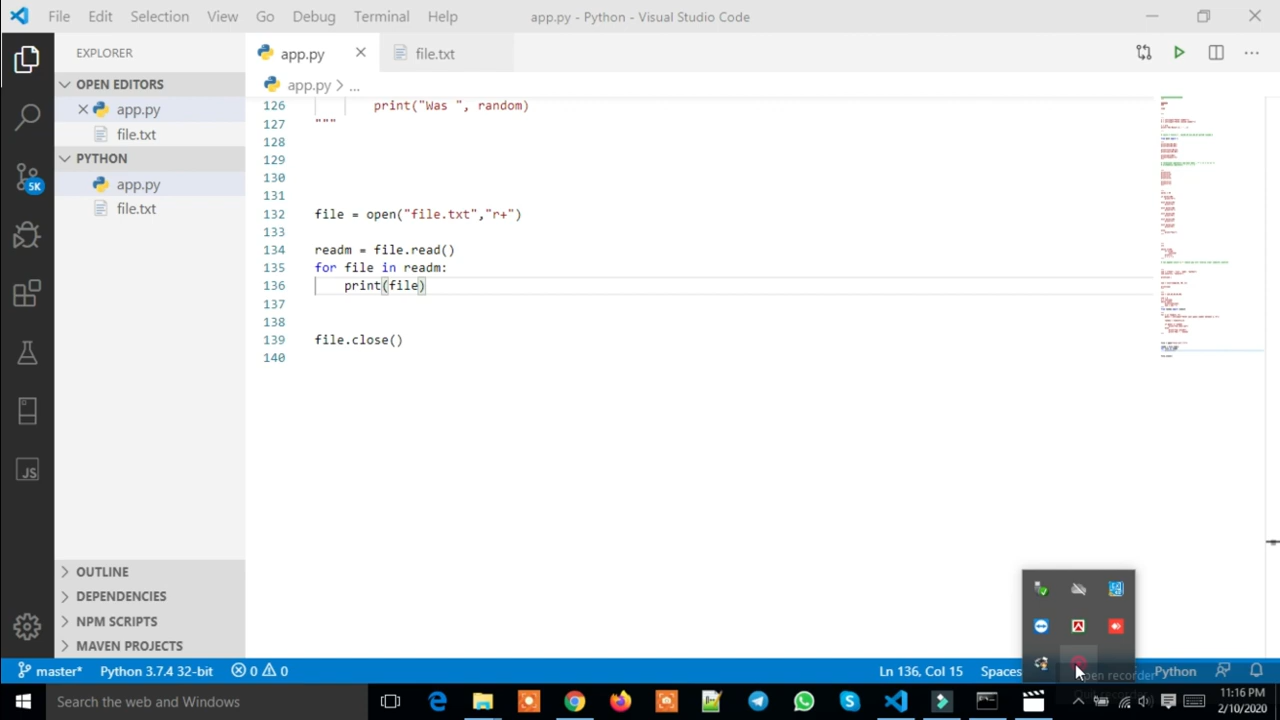 File Edit Selection View Go Debug Terminal Help app.py - Python - Visual Studio Code
EXPLORER
app.py
file.txt
OPEN EDITORS
app.py
file.txt
PYTHON
app.py
file.txt
5K
JS
app.py > ...
126 print("Was ", random)
127 """
128
129
130
131
132 file = open("file.txt","r+")
133
134 readm = file.read()
135 for file in readm:
136 print(file)
137
138
139 file.close()
140
OUTLINE
DEPENDENCIES
NPM SCRIPTS
MAVEN PROJECTS
Open recorder
master* Python 3.7.4 32-bit 0 0 Ln 136, Col 15 Spaces Python
Search the web and Windows
11:16 PM
2/10/2020